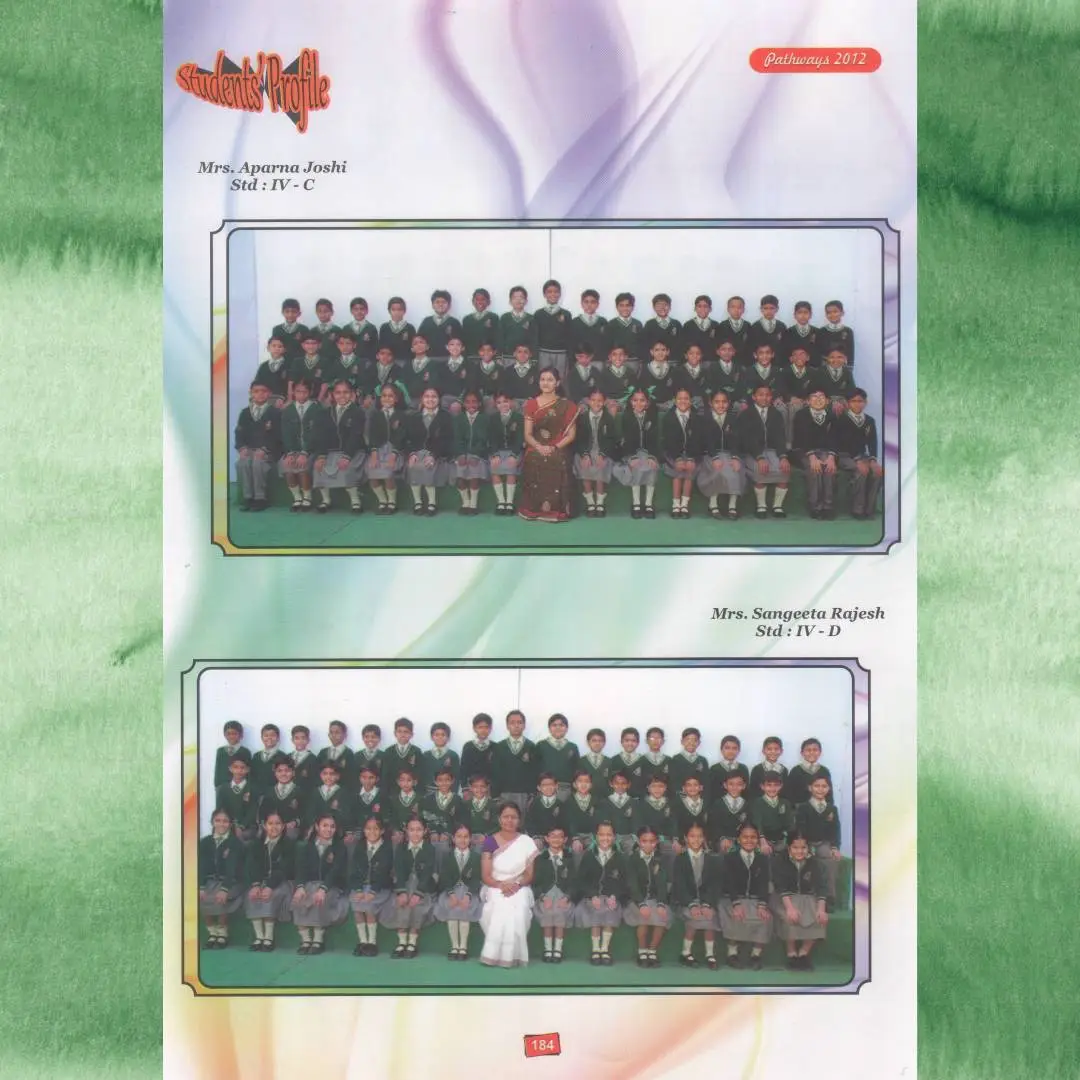 Students' Profile
Pathways 2012
Mrs. Aparna Joshi
Std : IV - C
Mrs. Sangeeta Rajesh
Std : IV - D
184